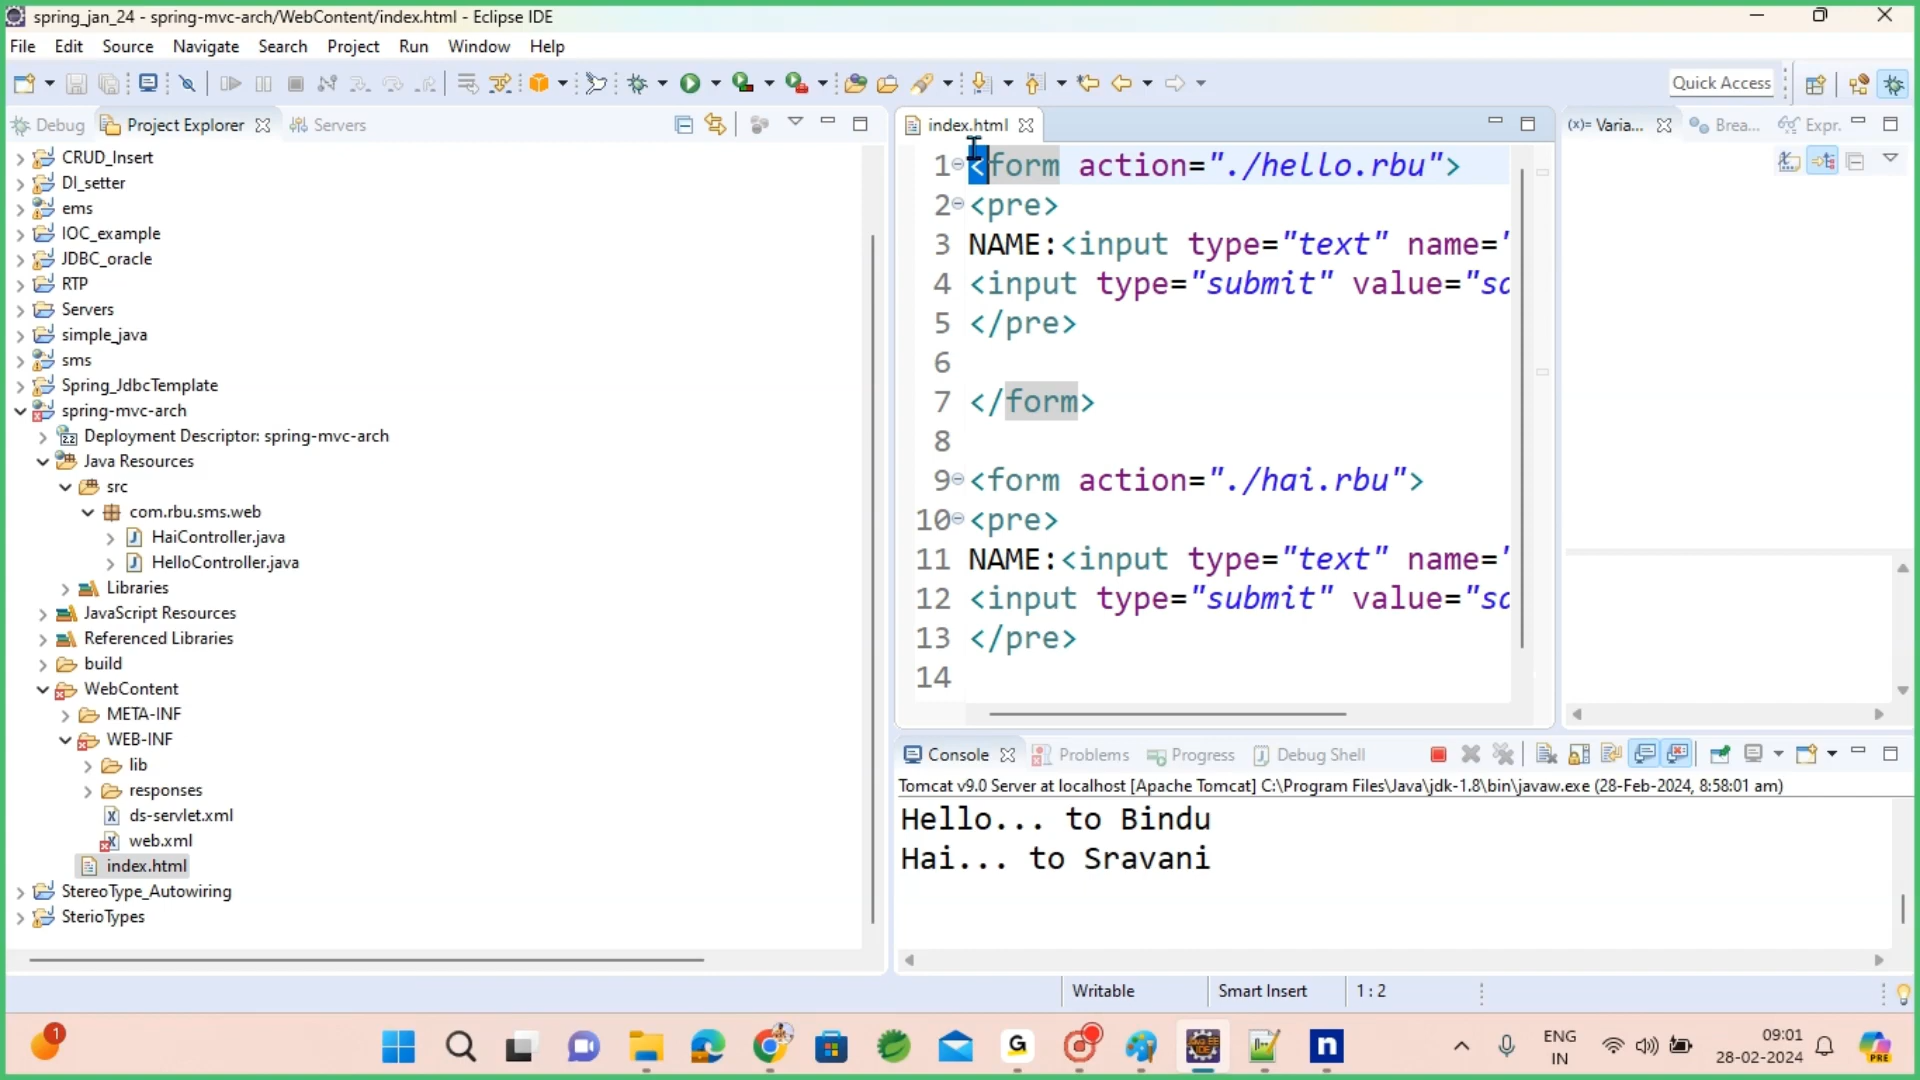 spring_jan_24 - spring-mvc-arch/WebContent/index.html - Eclipse IDE
File Edit Source Navigate Search Project Run Window Help
Quick Access
Debug Project Explorer Servers
CRUD_Insert
DI_setter
ems
IOC_example
JDBC_oracle
RTP
Servers
simple_java
sms
Spring_JdbcTemplate
spring-mvc-arch
Deployment Descriptor: spring-mvc-arch
Java Resources
src
com.rbu.sms.web
HaiController.java
HelloController.java
Libraries
JavaScript Resources
Referenced Libraries
build
WebContent
META-INF
WEB-INF
lib
responses
ds-servlet.xml
web.xml
index.html
StereoType_Autowiring
SterioTypes
index.html
1 <form action="./hello.rbu">
2 <pre>
3 NAME:<input type="text" name="
4 <input type="submit" value="sa
5 </pre>
6
7 </form>
8
9 <form action="./hai.rbu">
10 <pre>
11 NAME:<input type="text" name="
12 <input type="submit" value="sa
13 </pre>
14
(x)= Varia... Brea... Expr.
Console Problems Progress Debug Shell
Tomcat v9.0 Server at localhost [Apache Tomcat] C:\Program Files\Java\jdk-1.8\bin\javaw.exe (28-Feb-2024, 8:58:01 am)
Hello... to Bindu
Hai... to Sravani
Writable Smart Insert 1 : 2
1
ENG
IN
09:01
28-02-2024
PRE